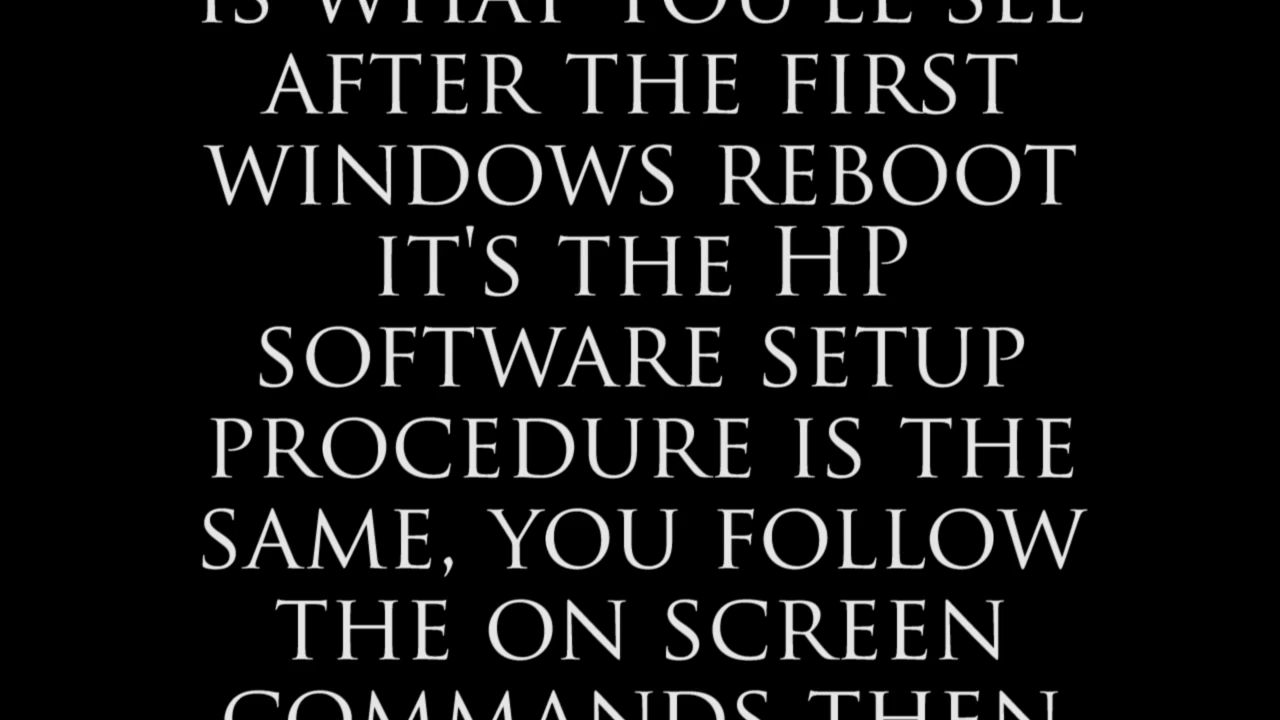 IS WHAT YOU'LL SEE
AFTER THE FIRST
WINDOWS REBOOT
IT'S THE HP
SOFTWARE SETUP
PROCEDURE IS THE
SAME, YOU FOLLOW
THE ON SCREEN
COMMANDS THEN